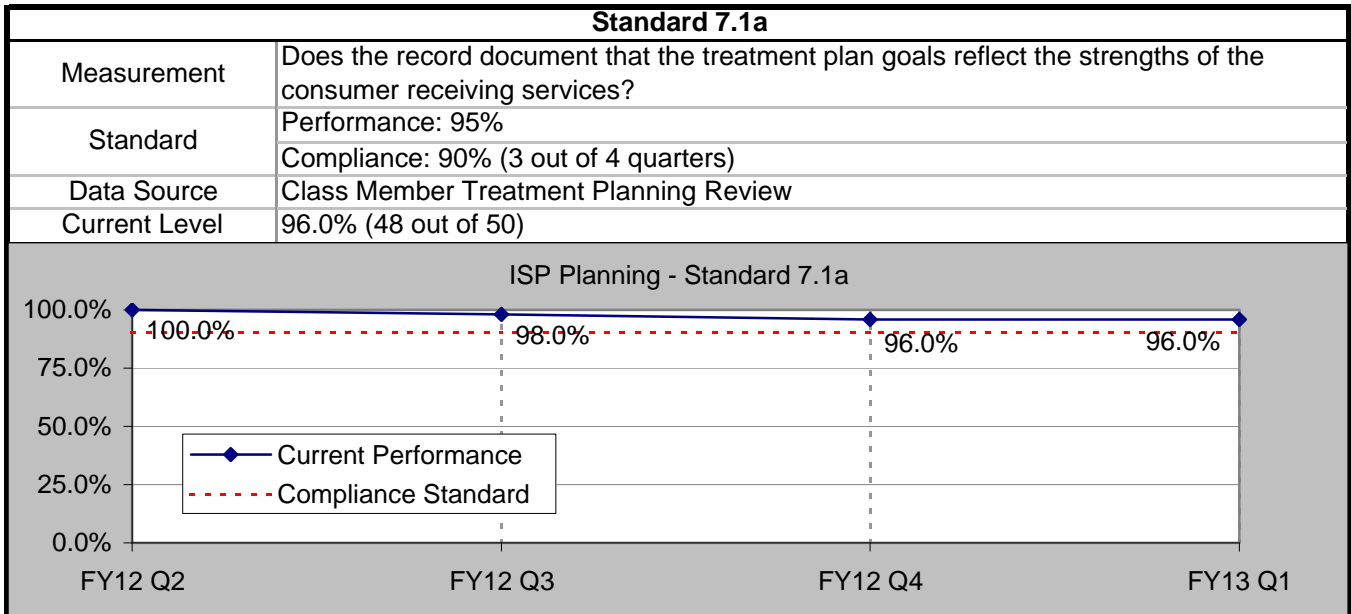 Standard 7.1a
Measurement
Does the record document that the treatment plan goals reflect the strengths of the
consumer receiving services?
Standard
Performance: 95%
Compliance: 90% (3 out of 4 quarters)
Data Source
Class Member Treatment Planning Review
Current Level
96.0% (48 out of 50)
ISP Planning - Standard 7.1a
100.0%
75.0%
50.0%
25.0%
0.0%
100.0%
98.0%
96.0%
96.0%
Current Performance
Compliance Standard
FY12 Q2
FY12 Q3
FY12 Q4
FY13 Q1